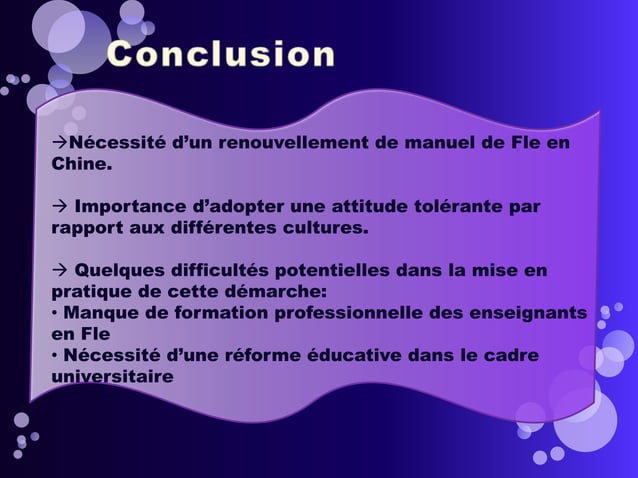 Conclusion
→Nécessité d’un renouvellement de manuel de Fle en
Chine.
→ Importance d’adopter une attitude tolérante par
rapport aux différentes cultures.
→ Quelques difficultés potentielles dans la mise en
pratique de cette démarche:
• Manque de formation professionnelle des enseignants
en Fle
• Nécessité d’une réforme éducative dans le cadre
universitaire